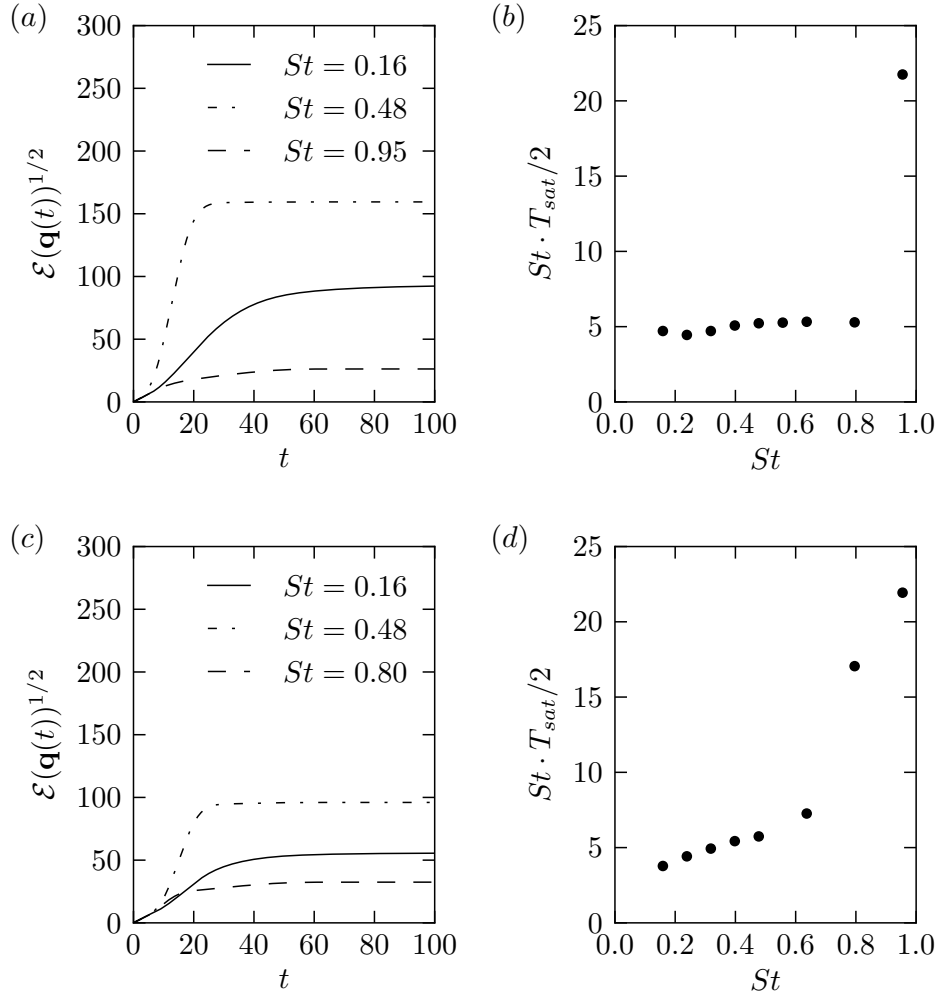 (a)
300
250
200
150
100
50
0
ℰ(𝐪(t))^{1/2}
St = 0.16
St = 0.48
St = 0.95
0 20 40 60 80 100
t
(b)
25
20
15
10
5
0
St · T_{sat}/2
0.0 0.2 0.4 0.6 0.8 1.0
St
(c)
300
250
200
150
100
50
0
ℰ(𝐪(t))^{1/2}
St = 0.16
St = 0.48
St = 0.80
0 20 40 60 80 100
t
(d)
25
20
15
10
5
0
St · T_{sat}/2
0.0 0.2 0.4 0.6 0.8 1.0
St